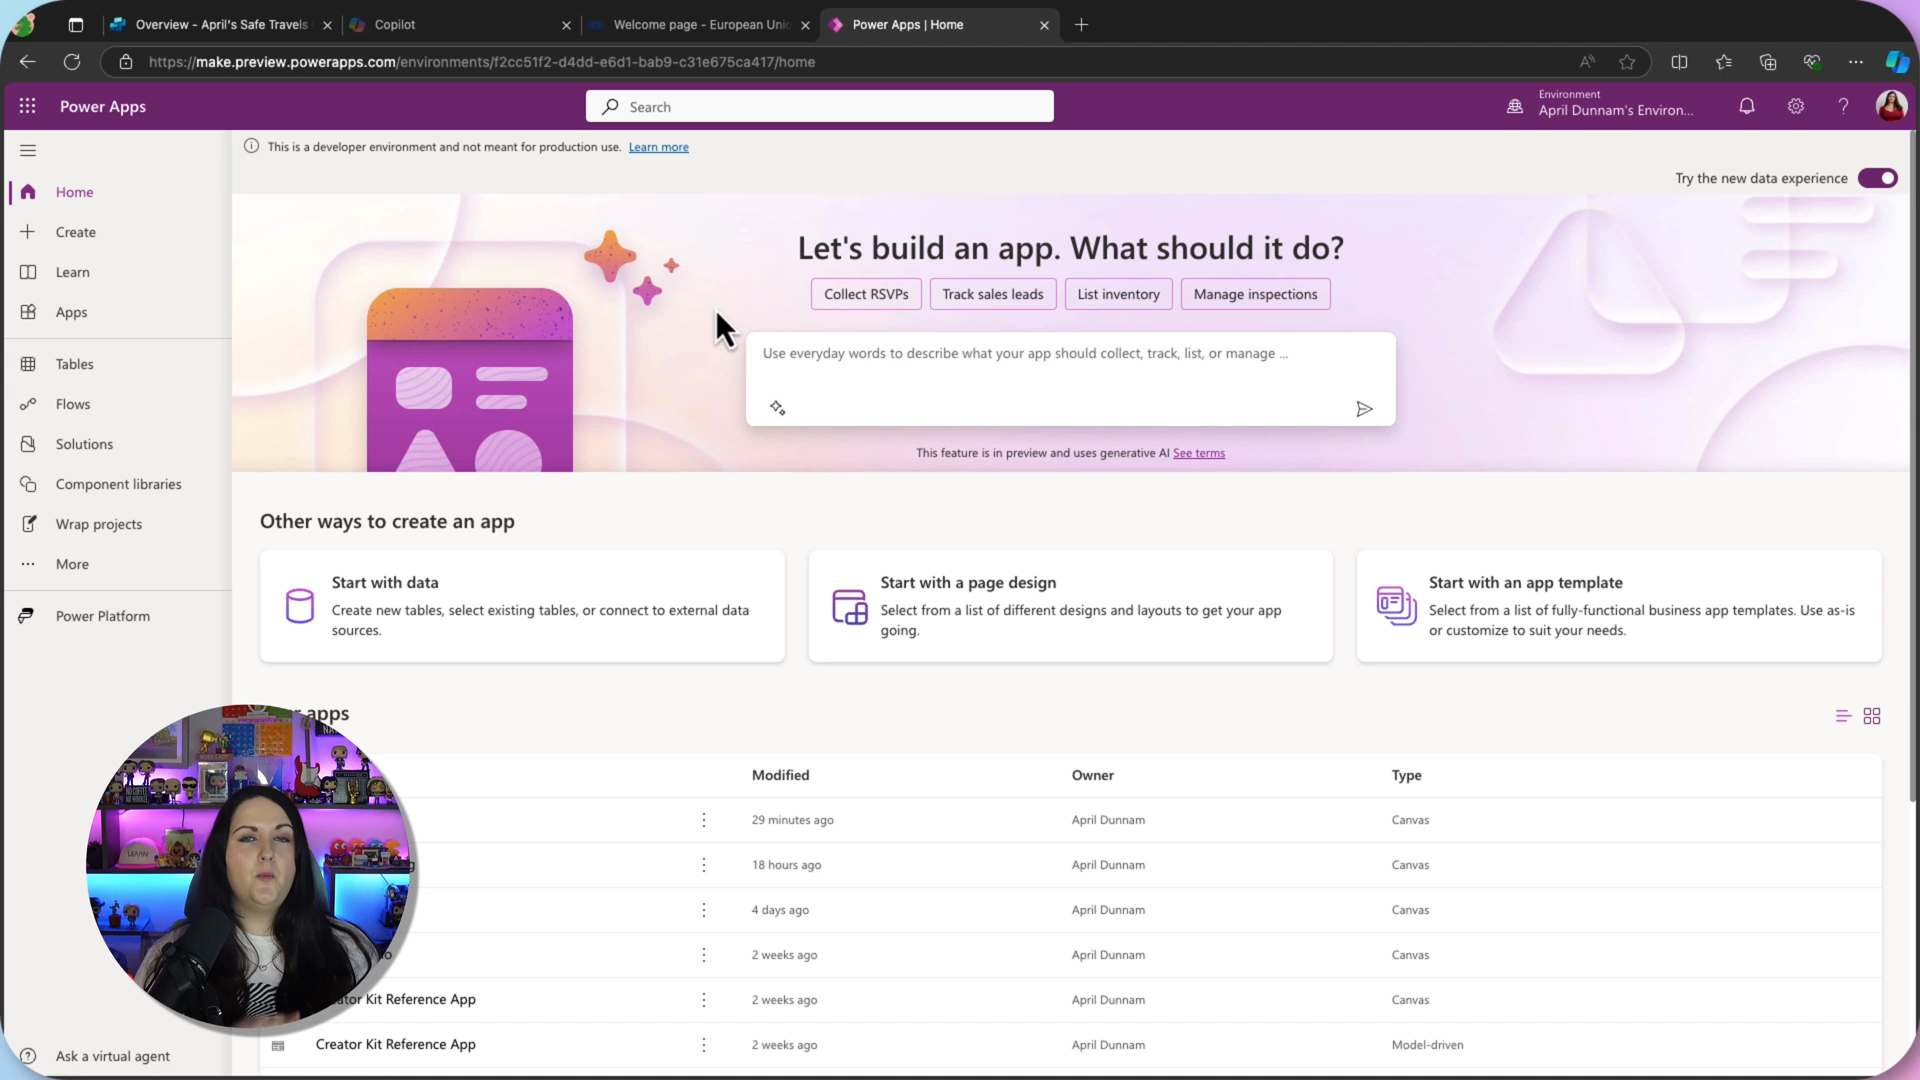 Overview - April's Safe Travels
Copilot
Welcome page - European Unio
Power Apps | Home
https://make.preview.powerapps.com/environments/f2cc51f2-d4dd-e6d1-bab9-c31e675ca417/home
Power Apps
Search
Environment
April Dunnam's Environ...
This is a developer environment and not meant for production use. Learn more
Try the new data experience
Home
Create
Learn
Apps
Tables
Flows
Solutions
Component libraries
Wrap projects
More
Power Platform
Ask a virtual agent
Let's build an app. What should it do?
Collect RSVPs
Track sales leads
List inventory
Manage inspections
Use everyday words to describe what your app should collect, track, list, or manage ...
This feature is in preview and uses generative AI See terms
Other ways to create an app
Start with data
Create new tables, select existing tables, or connect to external data
sources.
Start with a page design
Select from a list of different designs and layouts to get your app
going.
Start with an app template
Select from a list of fully-functional business app templates. Use as-is
or customize to suit your needs.
apps
Modified Owner Type
29 minutes ago April Dunnam Canvas
18 hours ago April Dunnam Canvas
4 days ago April Dunnam Canvas
2 weeks ago April Dunnam Canvas
Kit Reference App 2 weeks ago April Dunnam Canvas
Creator Kit Reference App 2 weeks ago April Dunnam Model-driven